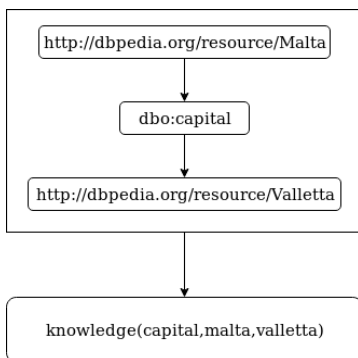 http://dbpedia.org/resource/Malta
dbo:capital
http://dbpedia.org/resource/Valletta
knowledge(capital,malta,valletta)